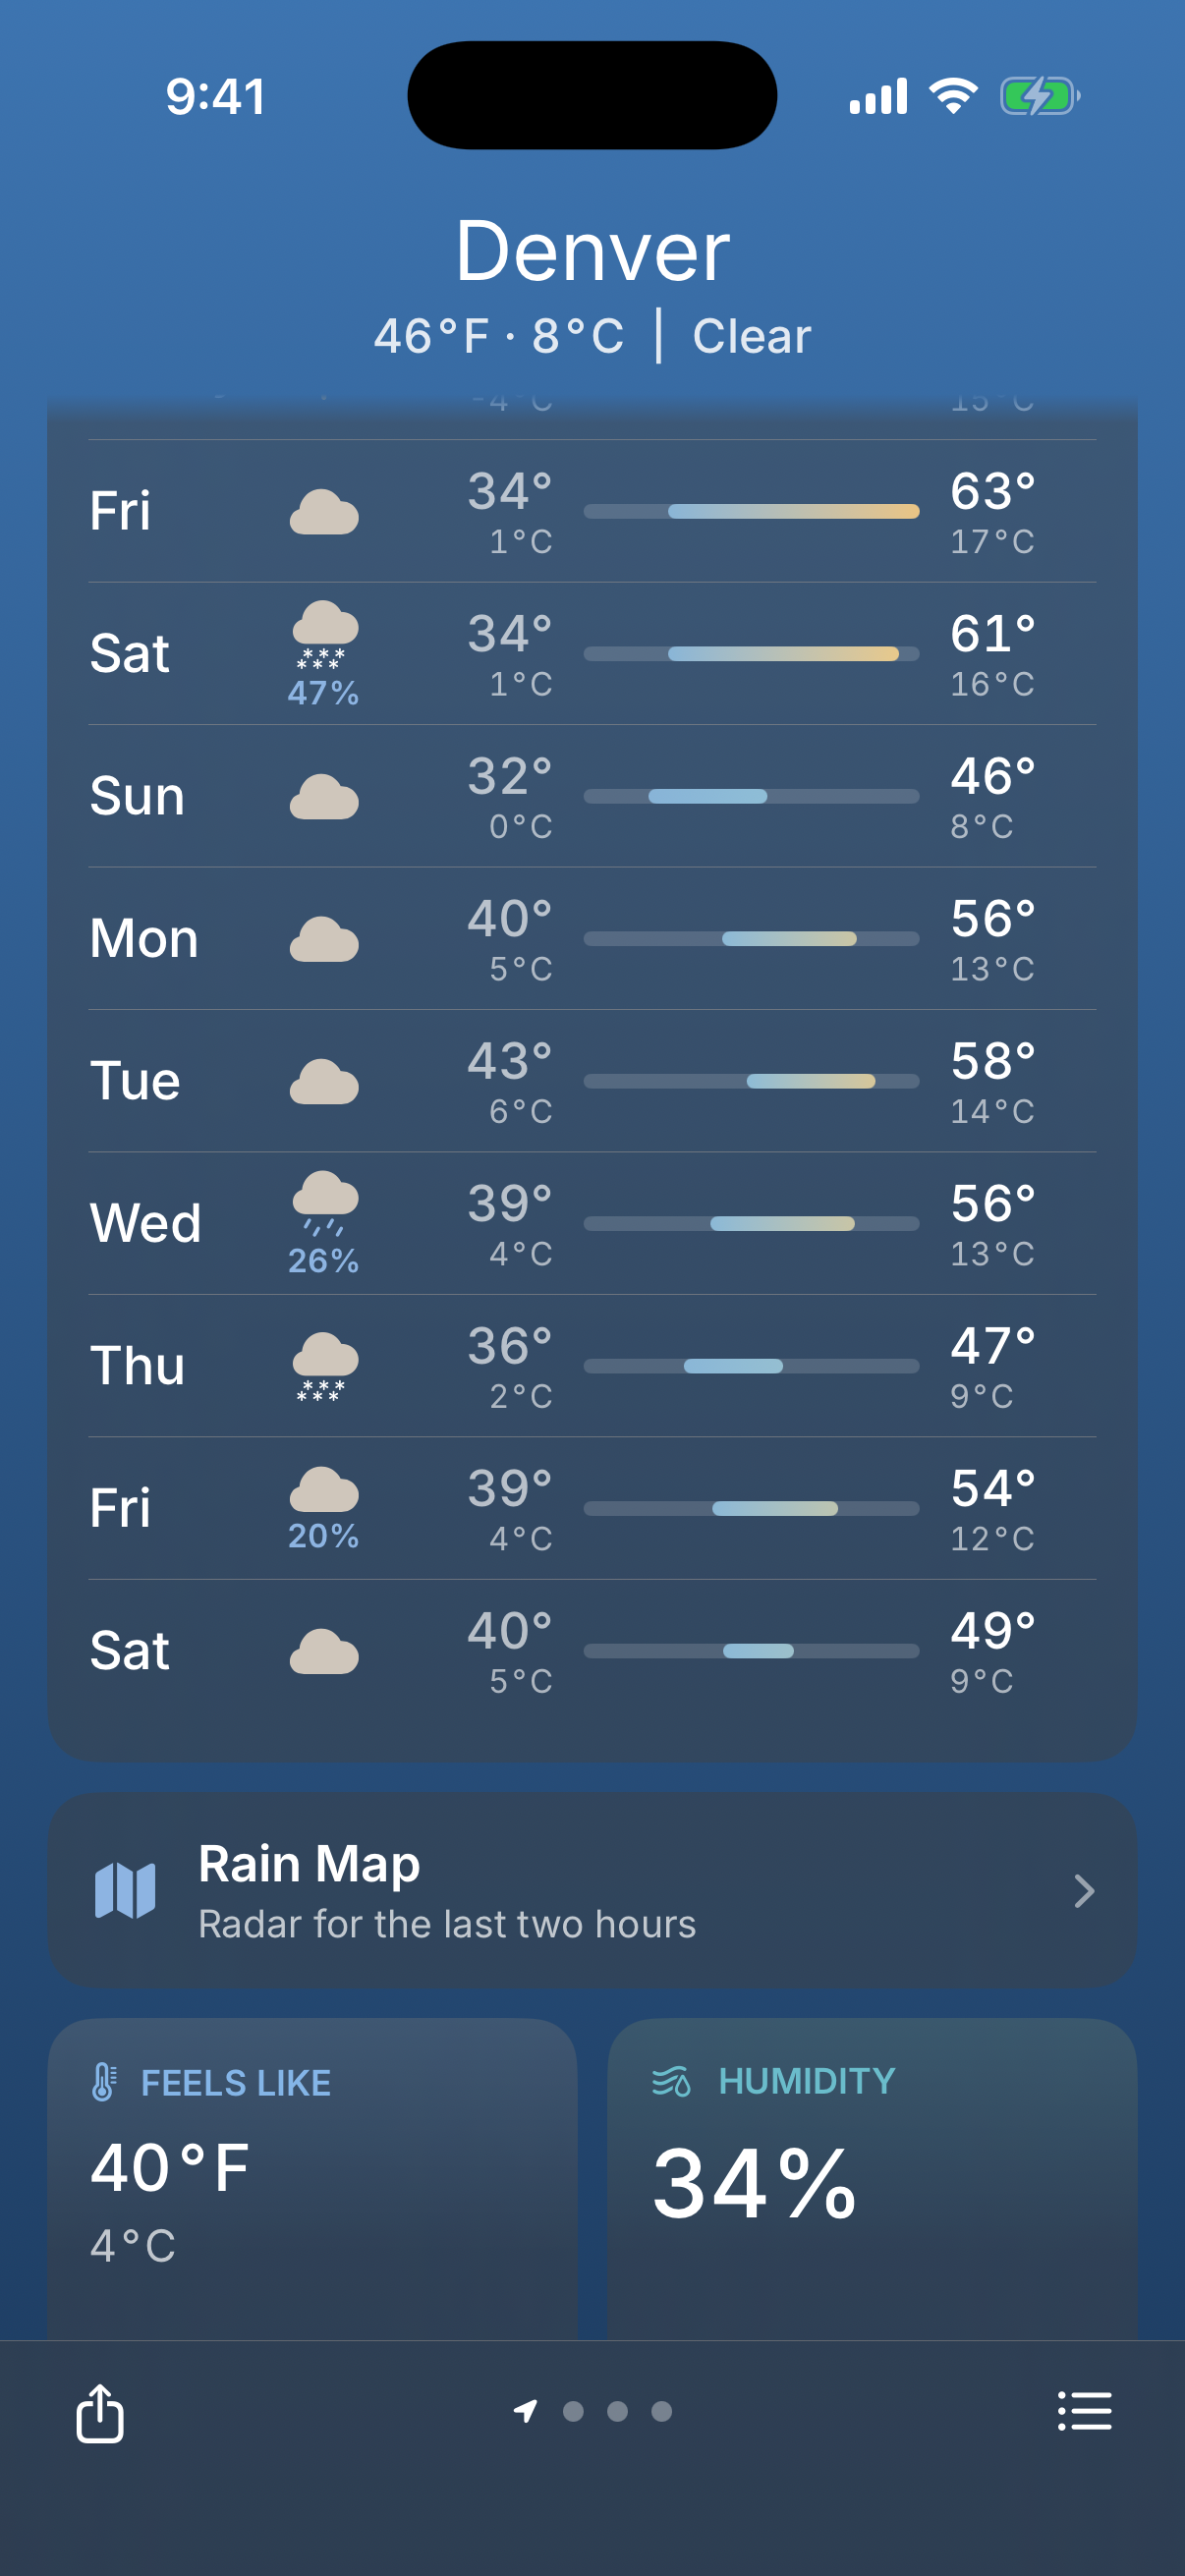 9:41
Denver
46°F · 8°C | Clear
-4°C 15°C
Fri 34° 63°
1°C 17°C
Sat 34° 61°
47% 1°C 16°C
Sun 32° 46°
0°C 8°C
Mon 40° 56°
5°C 13°C
Tue 43° 58°
6°C 14°C
Wed 39° 56°
26% 4°C 13°C
Thu 36° 47°
2°C 9°C
Fri 39° 54°
20% 4°C 12°C
Sat 40° 49°
5°C 9°C
Rain Map
Radar for the last two hours
FEELS LIKE
40°F
4°C
HUMIDITY
34%